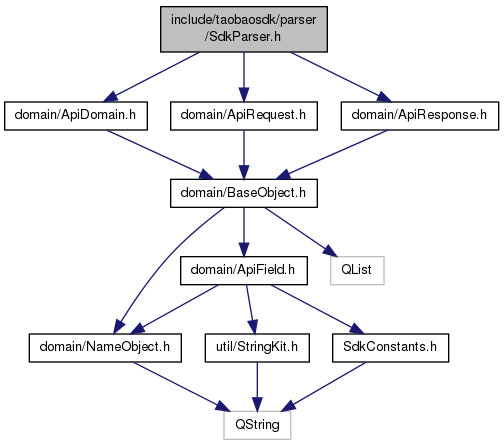 include/taobaosdk/parser
/SdkParser.h
domain/ApiDomain.h
domain/ApiRequest.h
domain/ApiResponse.h
domain/BaseObject.h
domain/ApiField.h
QList
domain/NameObject.h
util/StringKit.h
SdkConstants.h
QString